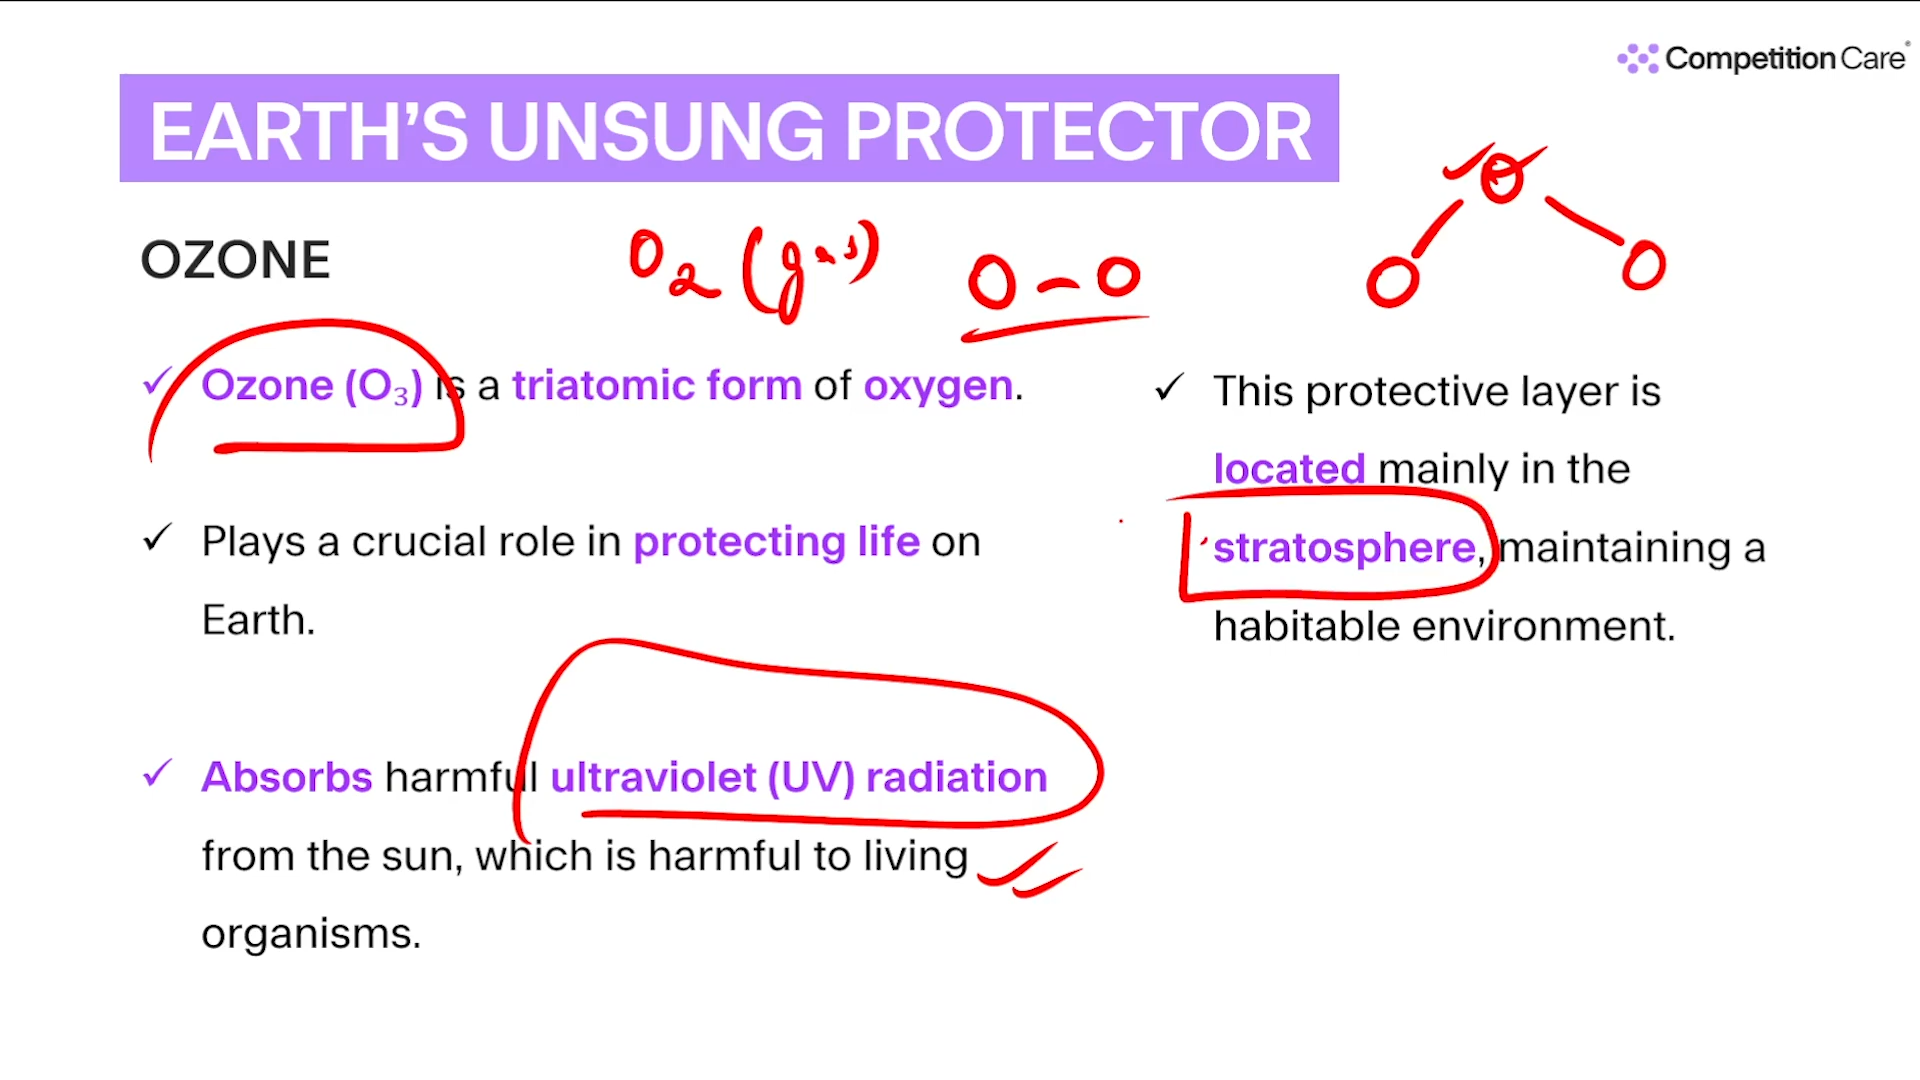 Competition Care
EARTH'S UNSUNG PROTECTOR
OZONE
O₂ (gas)
O-O
O
O O
✓ Ozone (O₃) is a triatomic form of oxygen.
✓ Plays a crucial role in protecting life on
Earth.
✓ Absorbs harmful ultraviolet (UV) radiation
from the sun, which is harmful to living
organisms.
✓ This protective layer is
located mainly in the
stratosphere, maintaining a
habitable environment.